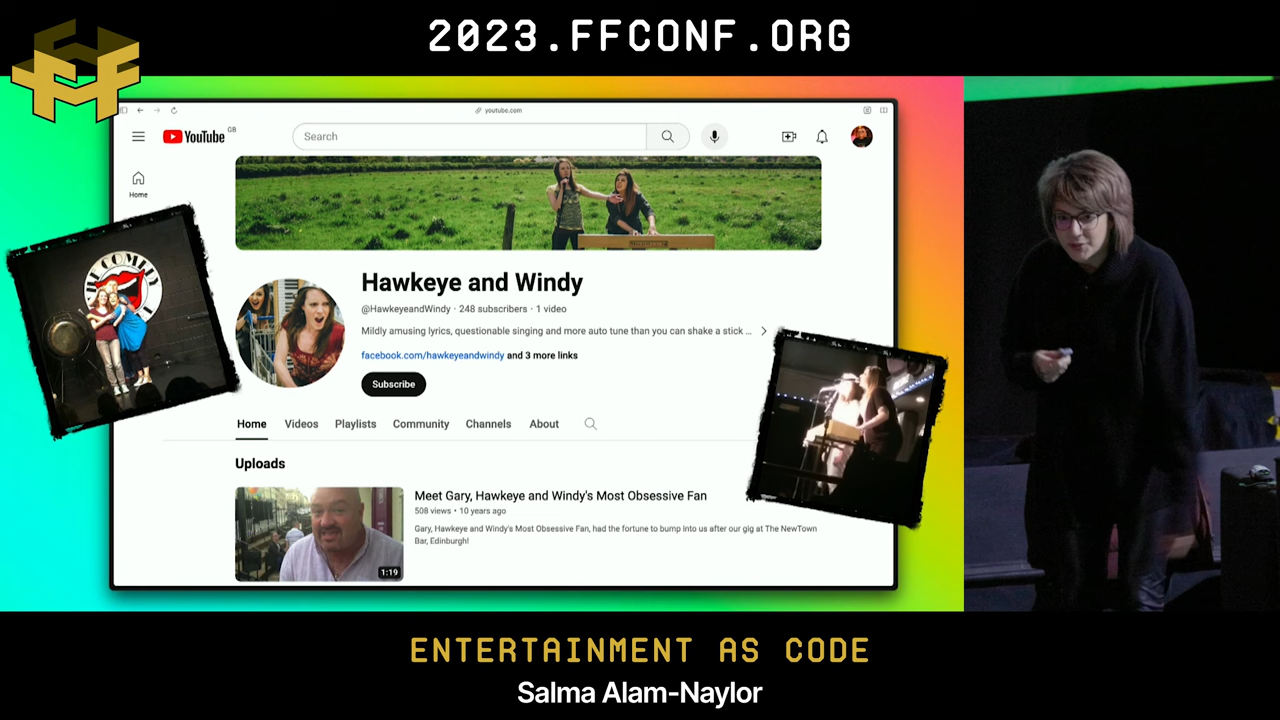 2023.FFCONF.ORG
FF
youtube.com
YouTube GB
Search
Home
THE COMEDY
Hawkeye and Windy
@HawkeyeandWindy · 248 subscribers · 1 video
Mildly amusing lyrics, questionable singing and more auto tune than you can shake a stick ...
facebook.com/hawkeyeandwindy and 3 more links
Subscribe
Home Videos Playlists Community Channels About
Uploads
Meet Gary, Hawkeye and Windy's Most Obsessive Fan
508 views • 10 years ago
Gary, Hawkeye and Windy's Most Obsessive Fan, had the fortune to bump into us after our gig at The NewTown
Bar, Edinburgh!
1:19
ENTERTAINMENT AS CODE
Salma Alam-Naylor